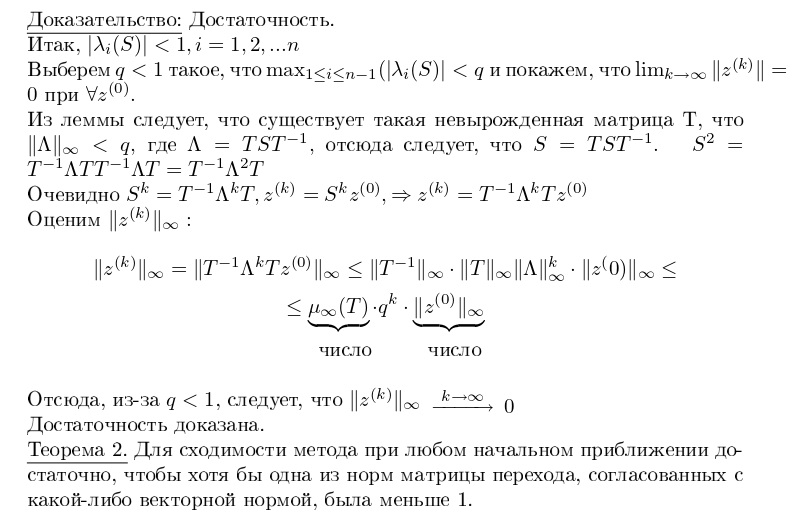 Доказательство: Достаточность.
Итак, |λ_i(S)| < 1, i = 1, 2, ...n
Выберем q < 1 такое, что max_{1≤i≤n−1}(|λ_i(S)| < q и покажем, что lim_{k→∞} ‖z^{(k)}‖ =
0 при ∀z^{(0)}.
Из леммы следует, что существует такая невырожденная матрица T, что
‖Λ‖_∞ < q, где Λ = TST^{−1}, отсюда следует, что S = TST^{−1}. S^2 =
T^{−1}ΛTT^{−1}ΛT = T^{−1}Λ^2T
Очевидно S^k = T^{−1}Λ^kT, z^{(k)} = S^kz^{(0)}, ⇒ z^{(k)} = T^{−1}Λ^kTz^{(0)}
Оценим ‖z^{(k)}‖_∞ :
‖z^{(k)}‖_∞ = ‖T^{−1}Λ^kTz^{(0)}‖_∞ ≤ ‖T^{−1}‖_∞ · ‖T‖_∞‖Λ‖_∞^k · ‖z^(0)‖_∞ ≤
≤ μ_∞(T) · q^k · ‖z^{(0)}‖_∞
число число
Отсюда, из-за q < 1, следует, что ‖z^{(k)}‖_∞ —k→∞→ 0
Достаточность доказана.
Теорема 2. Для сходимости метода при любом начальном приближении до-
статочно, чтобы хотя бы одна из норм матрицы перехода, согласованных с
какой-либо векторной нормой, была меньше 1.